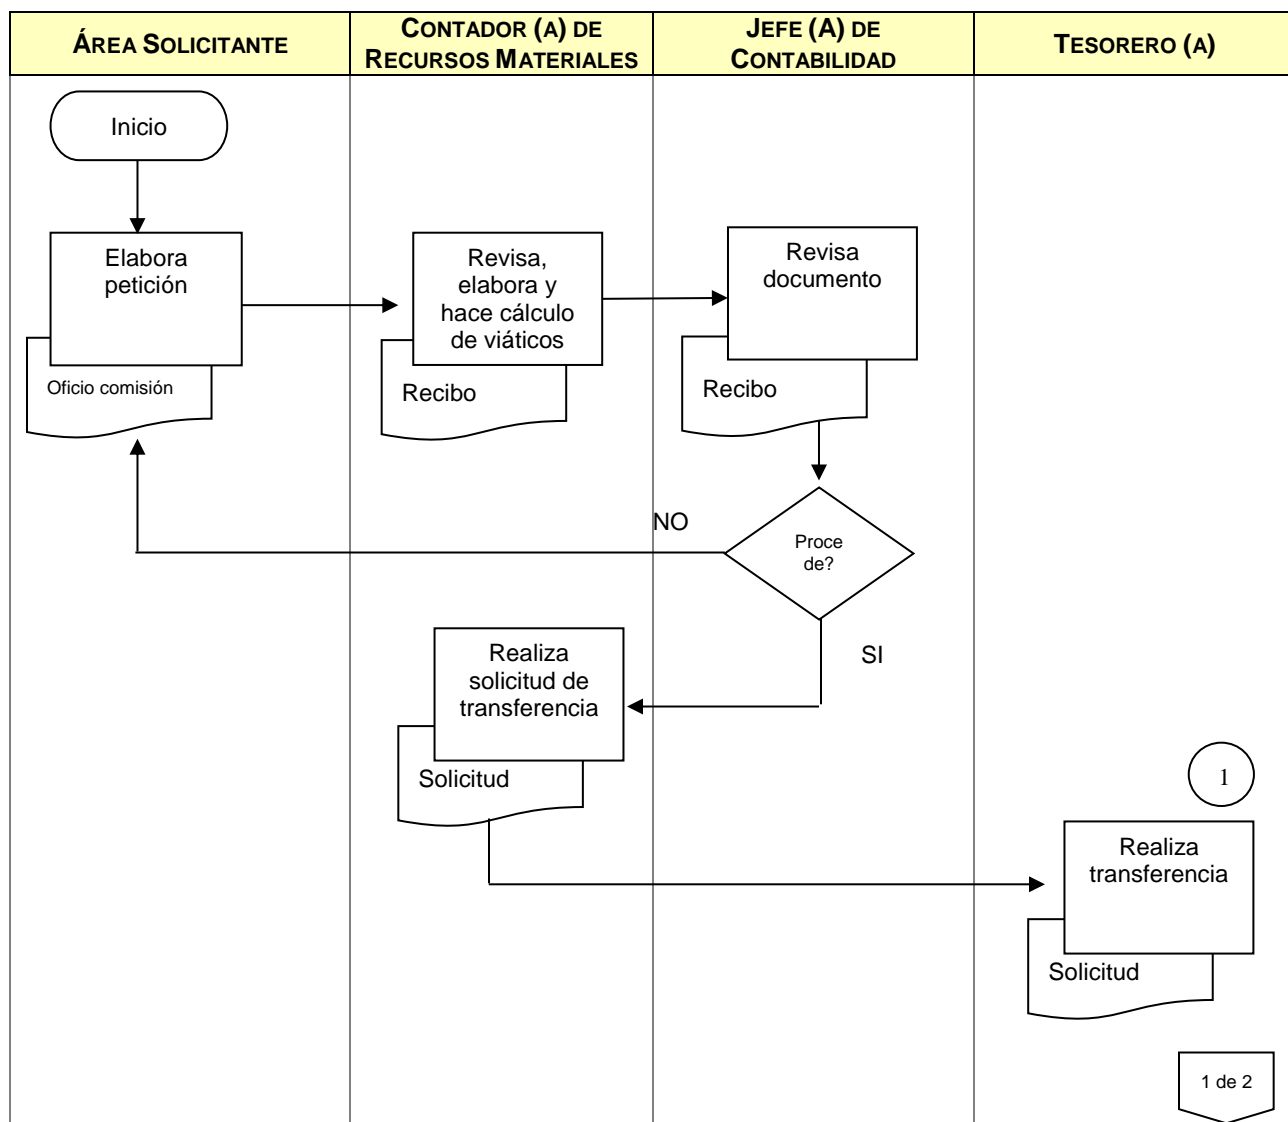 ÁREA SOLICITANTE
CONTADOR (A) DE
RECURSOS MATERIALES
JEFE (A) DE
CONTABILIDAD
TESORERO (A)
Inicio
Elabora
petición
Oficio comisión
Revisa,
elabora y
hace cálculo
de viáticos
Recibo
Revisa
documento
Recibo
NO
Proce
de?
SI
Realiza
solicitud de
transferencia
Solicitud
1
Realiza
transferencia
Solicitud
1 de 2